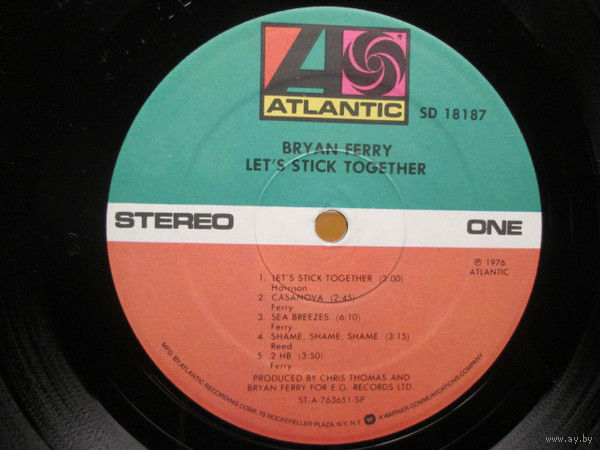 ATLANTIC
SD 18187
BRYAN FERRY
LET'S STICK TOGETHER
STEREO
ONE
℗ 1976
ATLANTIC
1. LET'S STICK TOGETHER (3:00)
Harrison
2. CASANOVA (2:45)
Ferry
3. SEA BREEZES (6:10)
Ferry
4. SHAME, SHAME, SHAME (3:15)
Reed
5. 2 HB (3:50)
Ferry
PRODUCED BY CHRIS THOMAS AND
BRYAN FERRY FOR E.G. RECORDS LTD.
ST-A-763651-SP
MFG. BY ATLANTIC RECORDING CORP., 75 ROCKEFELLER PLAZA, N.Y., N.Y. W A WARNER COMMUNICATIONS COMPANY
www.ay.by